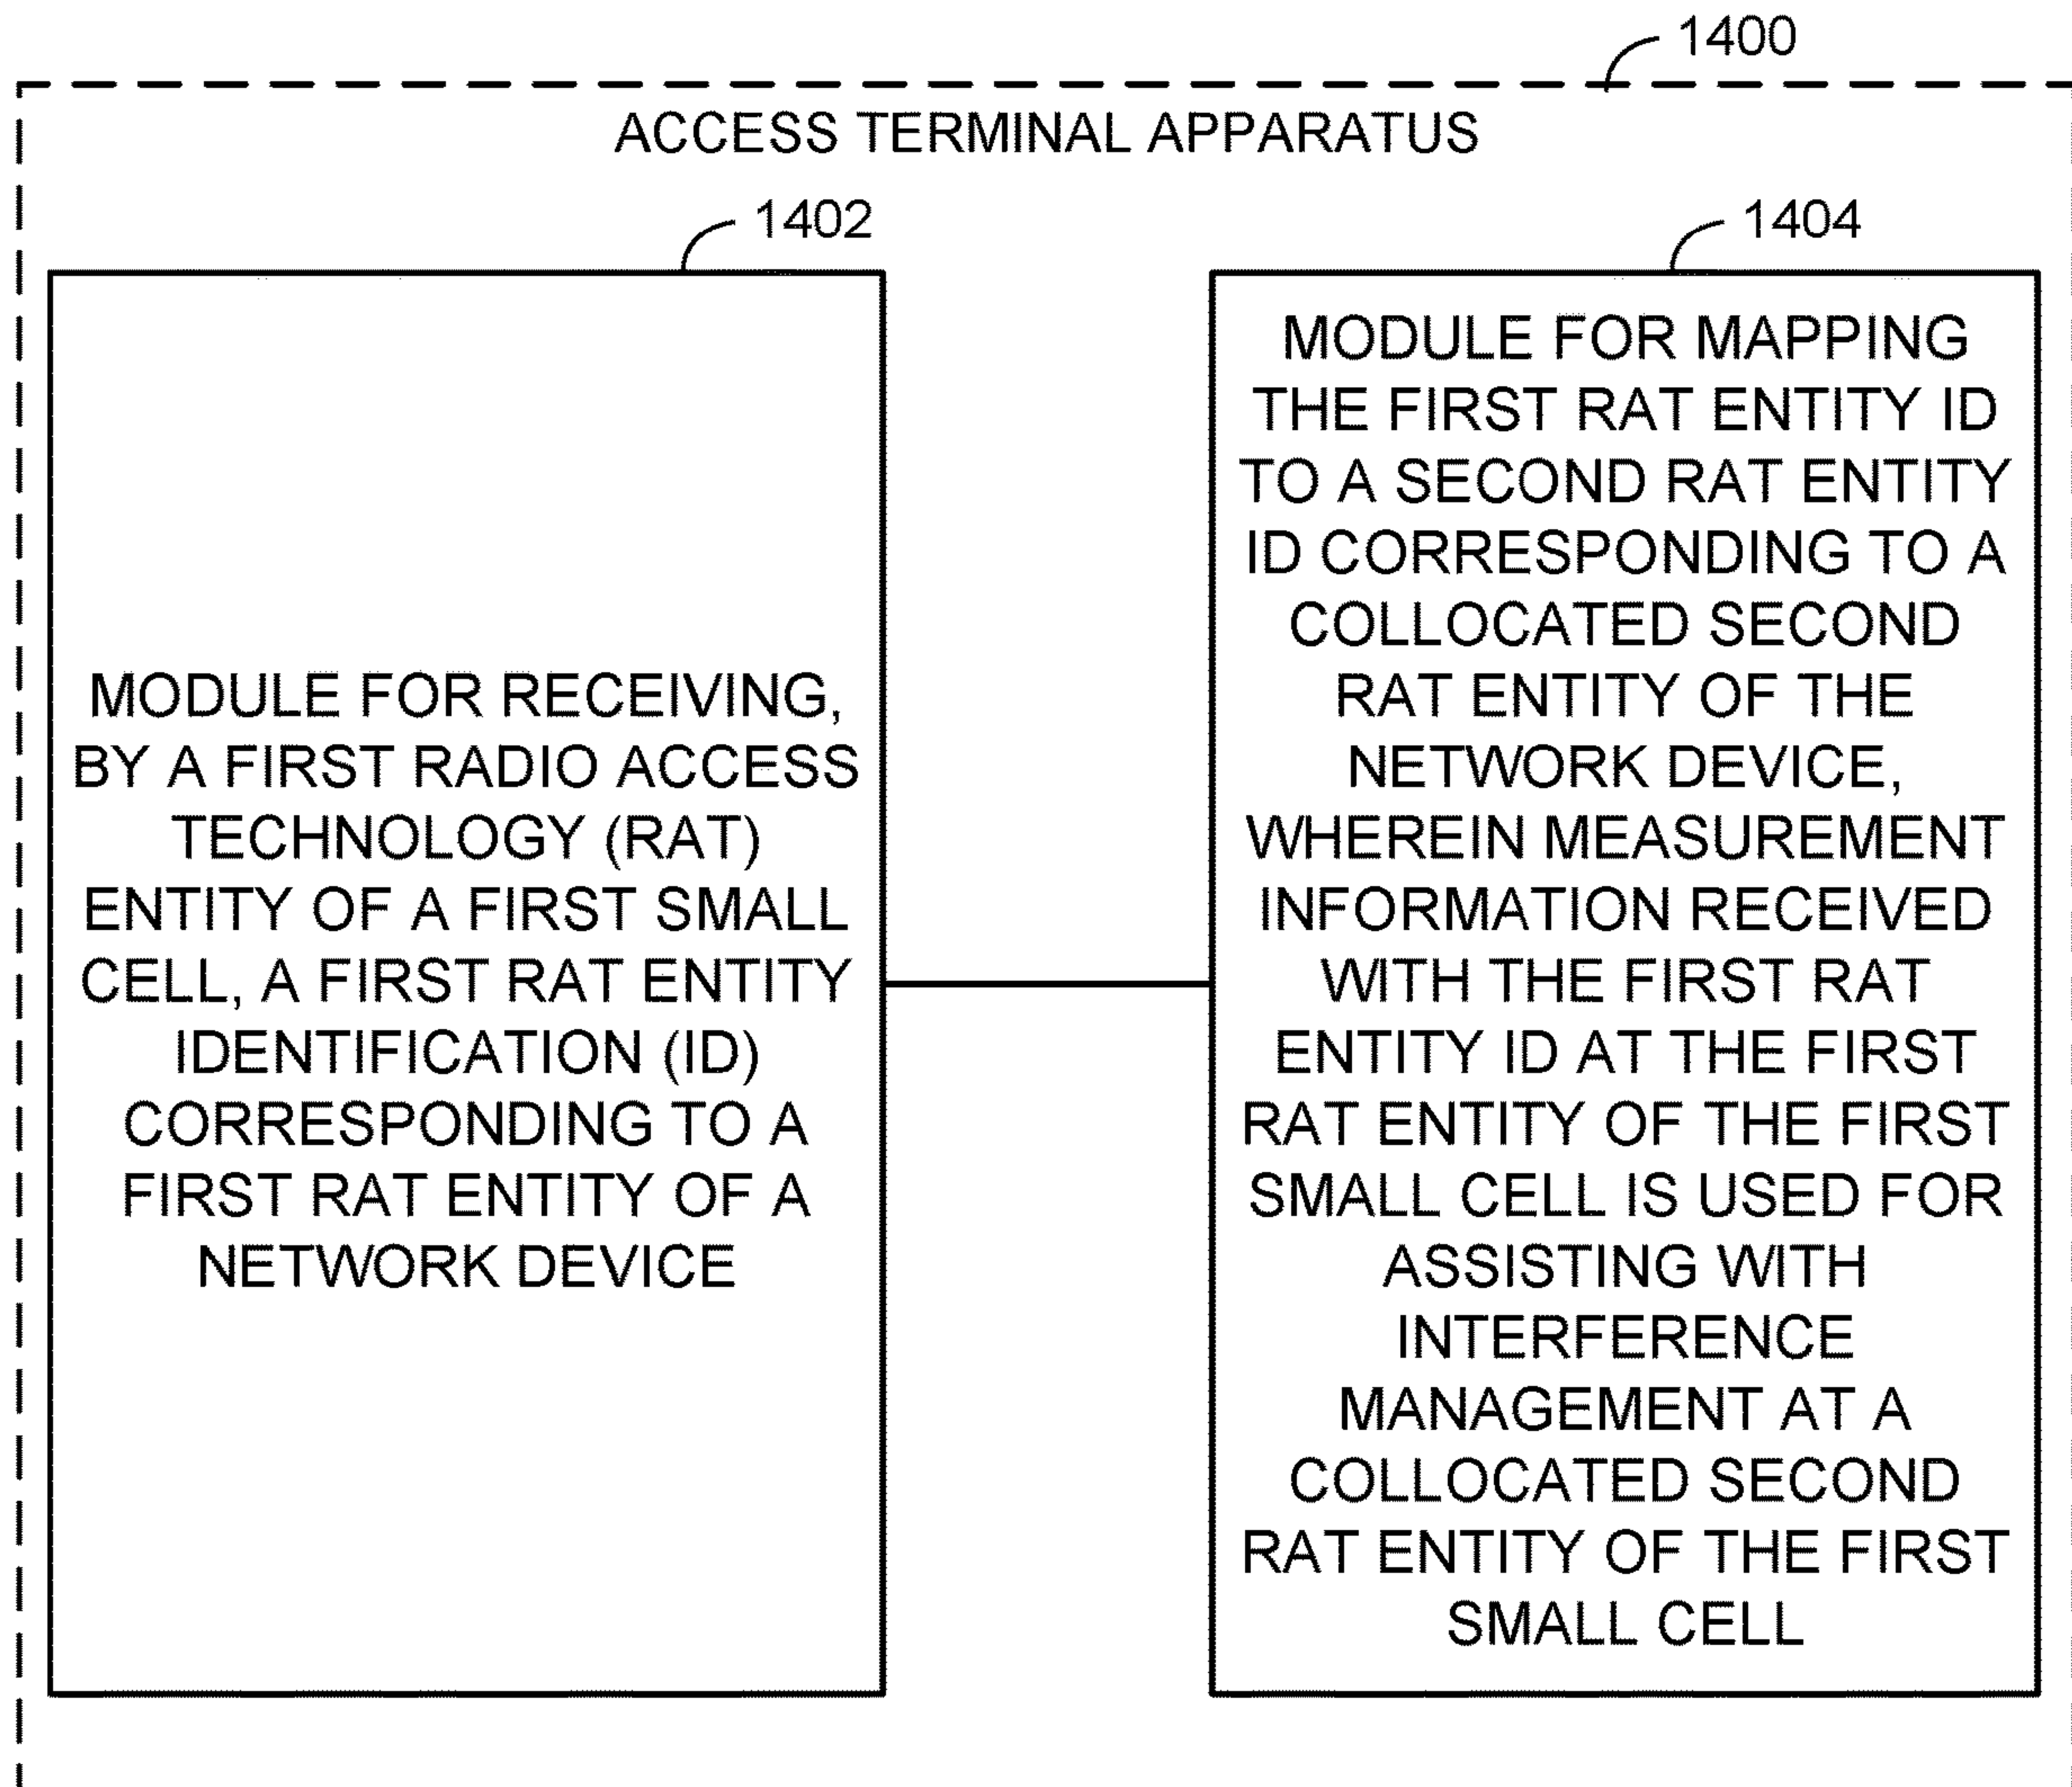 1400
ACCESS TERMINAL APPARATUS
1402
MODULE FOR RECEIVING,
BY A FIRST RADIO ACCESS
TECHNOLOGY (RAT)
ENTITY OF A FIRST SMALL
CELL, A FIRST RAT ENTITY
IDENTIFICATION (ID)
CORRESPONDING TO A
FIRST RAT ENTITY OF A
NETWORK DEVICE
1404
MODULE FOR MAPPING
THE FIRST RAT ENTITY ID
TO A SECOND RAT ENTITY
ID CORRESPONDING TO A
COLLOCATED SECOND
RAT ENTITY OF THE
NETWORK DEVICE,
WHEREIN MEASUREMENT
INFORMATION RECEIVED
WITH THE FIRST RAT
ENTITY ID AT THE FIRST
RAT ENTITY OF THE FIRST
SMALL CELL IS USED FOR
ASSISTING WITH
INTERFERENCE
MANAGEMENT AT A
COLLOCATED SECOND
RAT ENTITY OF THE FIRST
SMALL CELL